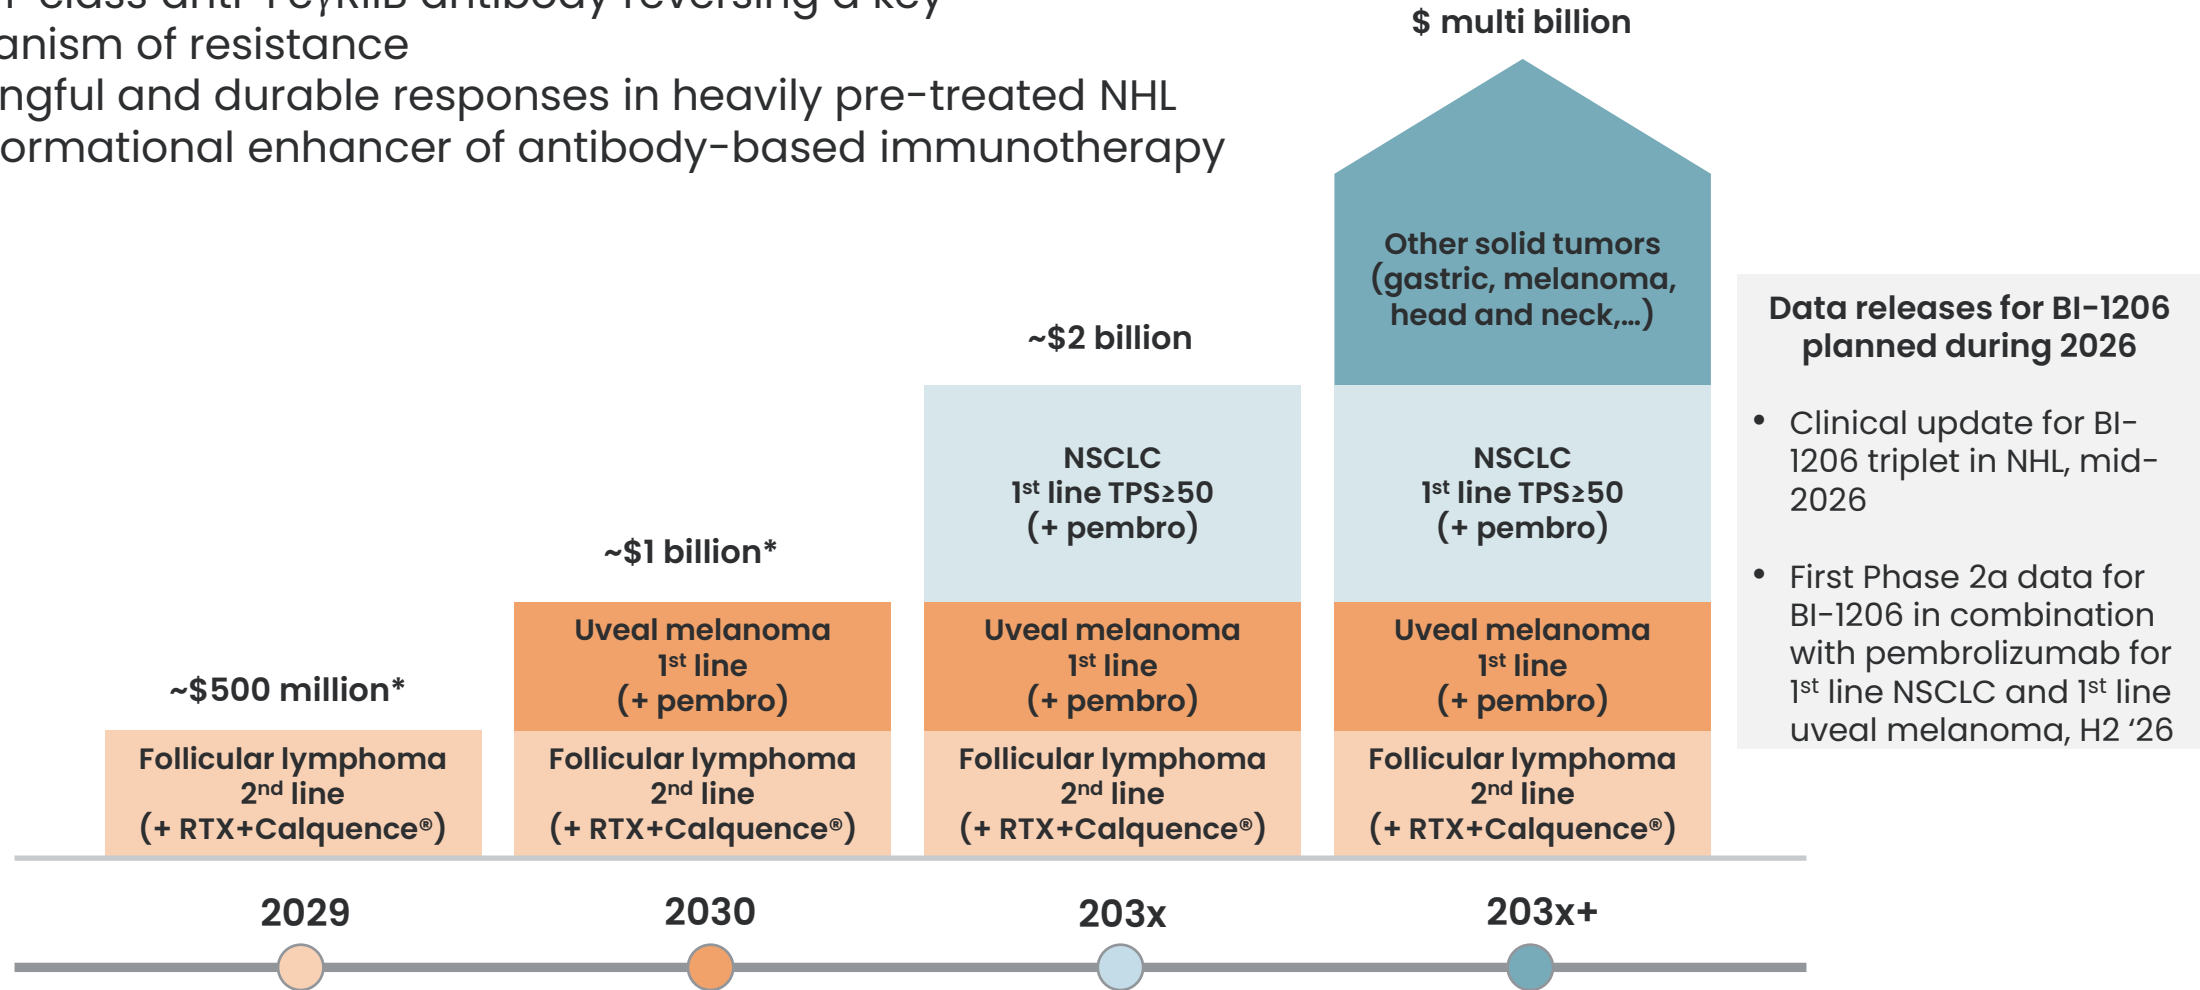 anism of resistance
ngful and durable responses in heavily pre-treated NHL
ormational enhancer of antibody-based immunotherapy
$ multi billion
Other solid tumors
(gastric, melanoma,
head and neck,...)
~$2 billion
NSCLC
1st line TPS≥50
(+ pembro)
NSCLC
1st line TPS≥50
(+ pembro)
~$1 billion*
Uveal melanoma
1st line
(+ pembro)
Uveal melanoma
1st line
(+ pembro)
Uveal melanoma
1st line
(+ pembro)
~$500 million*
Follicular lymphoma
2nd line
(+ RTX+Calquence®)
Follicular lymphoma
2nd line
(+ RTX+Calquence®)
Follicular lymphoma
2nd line
(+ RTX+Calquence®)
Follicular lymphoma
2nd line
(+ RTX+Calquence®)
Data releases for BI-1206
planned during 2026
• Clinical update for BI-
1206 triplet in NHL, mid-
2026
• First Phase 2a data for
BI-1206 in combination
with pembrolizumab for
1st line NSCLC and 1st line
uveal melanoma, H2 ‘26
2029
2030
203x
203x+